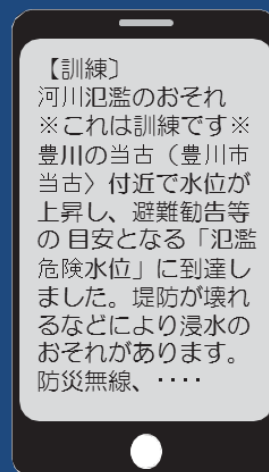 【訓練〕
河川氾濫のおそれ
※これは訓練です※
豊川の当古（豊川市
当古〉付近で水位が
上昇し、避難勧告等
の 目安となる「氾濫
危険水位」に到達し
ました。堤防が壊れ
るなどにより浸水の
おそれがあります。
防災無線、････